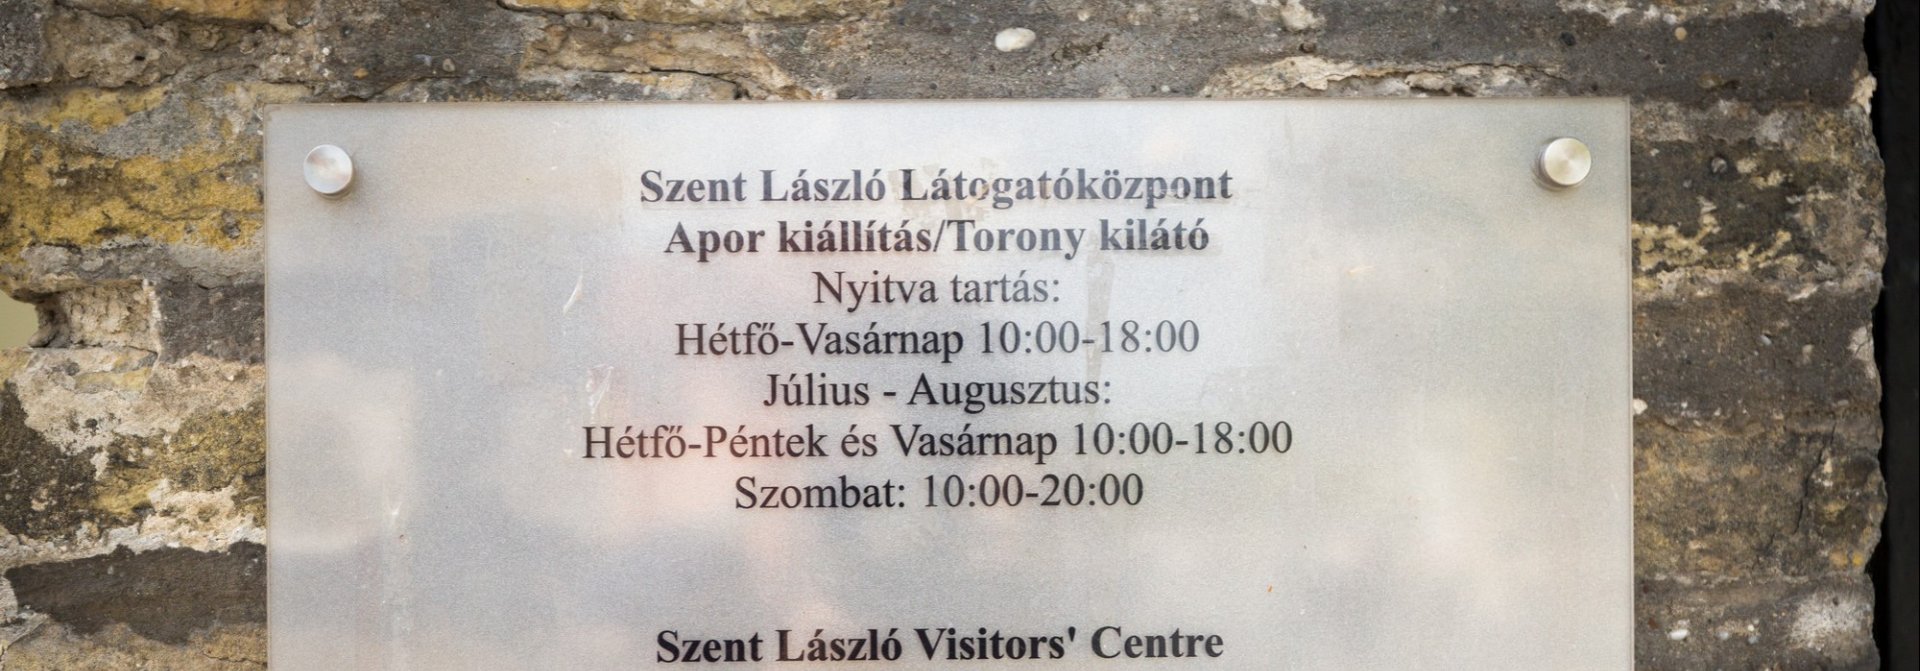 Szent László Látogatóközpont
Apor kiállítás/Torony kilátó
Nyitva tartás:
Hétfő-Vasárnap 10:00-18:00
Július - Augusztus:
Hétfő-Péntek és Vasárnap 10:00-18:00
Szombat: 10:00-20:00
Szent László Visitors' Centre